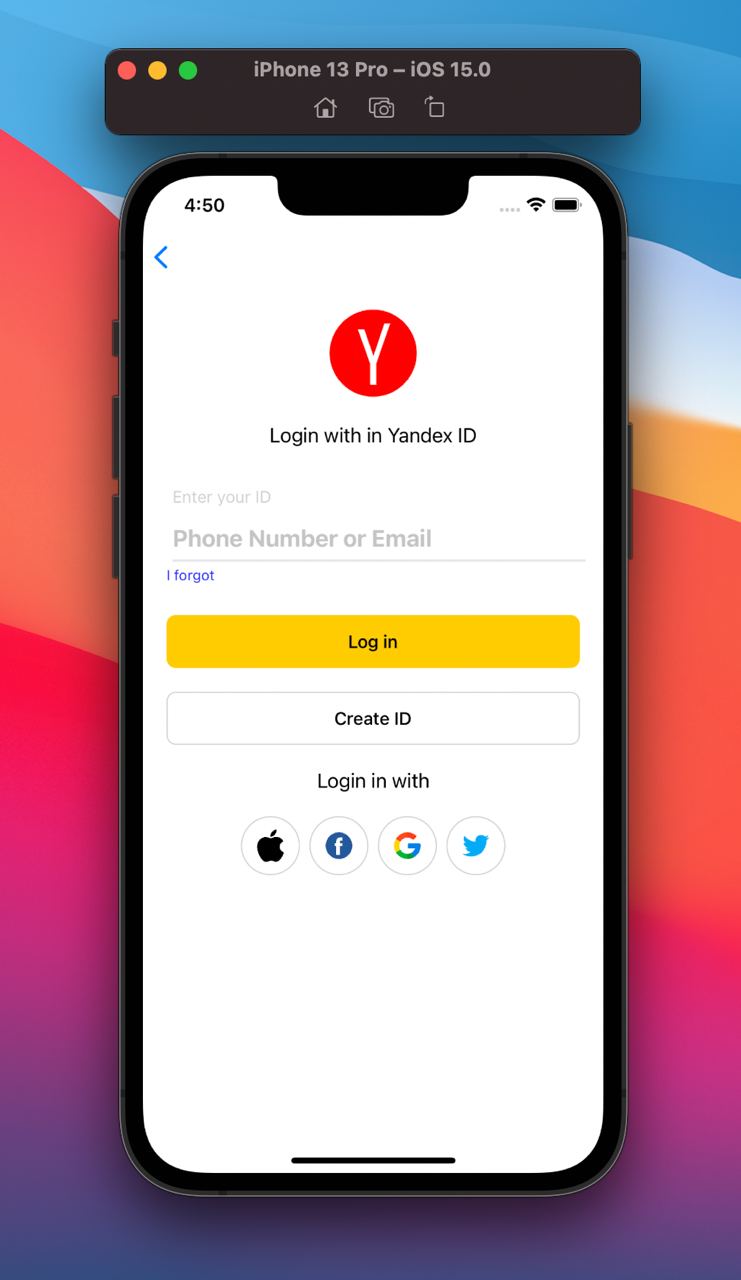 iPhone 13 Pro – iOS 15.0
4:50
Y
Login with in Yandex ID
Enter your ID
Phone Number or Email
I forgot
Log in
Create ID
Login in with